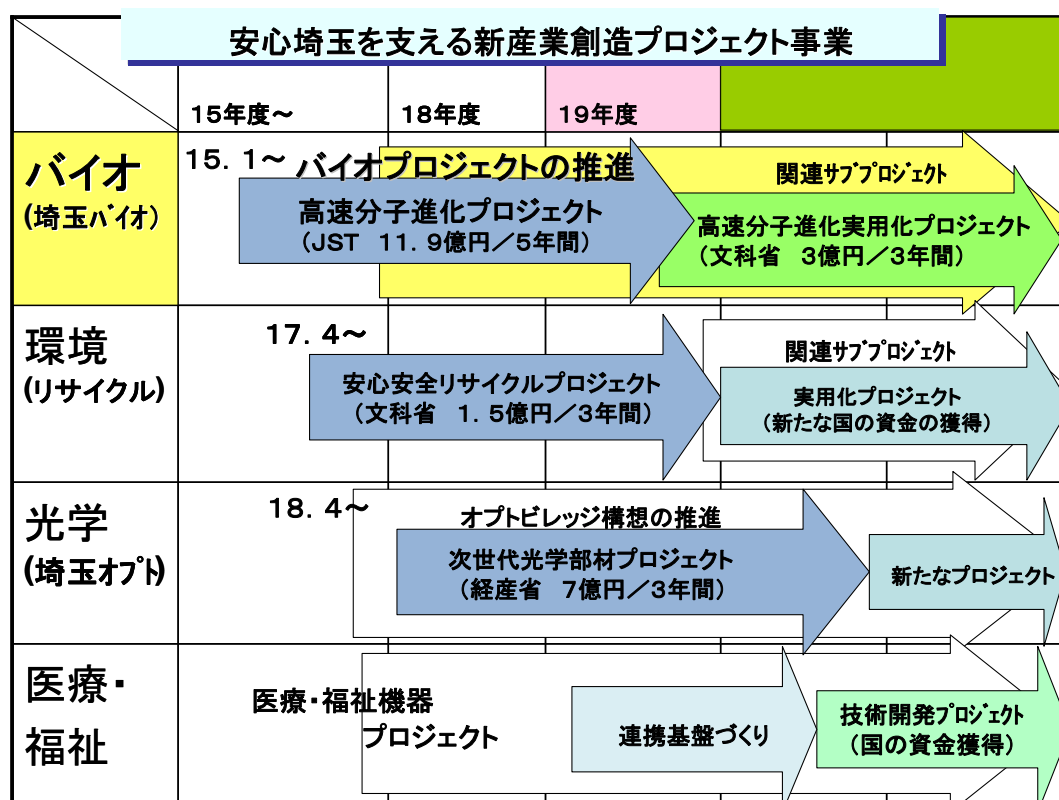 安心埼玉を支える新産業創造プロジェクト事業
15年度～
18年度
19年度
バイオ
(埼玉バイオ)
15．1～
バイオプロジェクトの推進
高速分子進化プロジェクト
(JST　11．9億円／5年間)
関連サブプロジェクト
高速分子進化実用化プロジェクト
(文科省　3億円／3年間)
環境
(リサイクル)
17．4～
安心安全リサイクルプロジェクト
(文科省　1．5億円／3年間)
関連サブプロジェクト
実用化プロジェクト
(新たな国の資金の獲得)
光学
(埼玉オプト)
18．4～
オプトビレッジ構想の推進
次世代光学部材プロジェクト
(経産省　7億円／3年間)
新たなプロジェクト
医療・
福祉
医療・福祉機器
プロジェクト
連携基盤づくり
技術開発プロジェクト
(国の資金獲得)